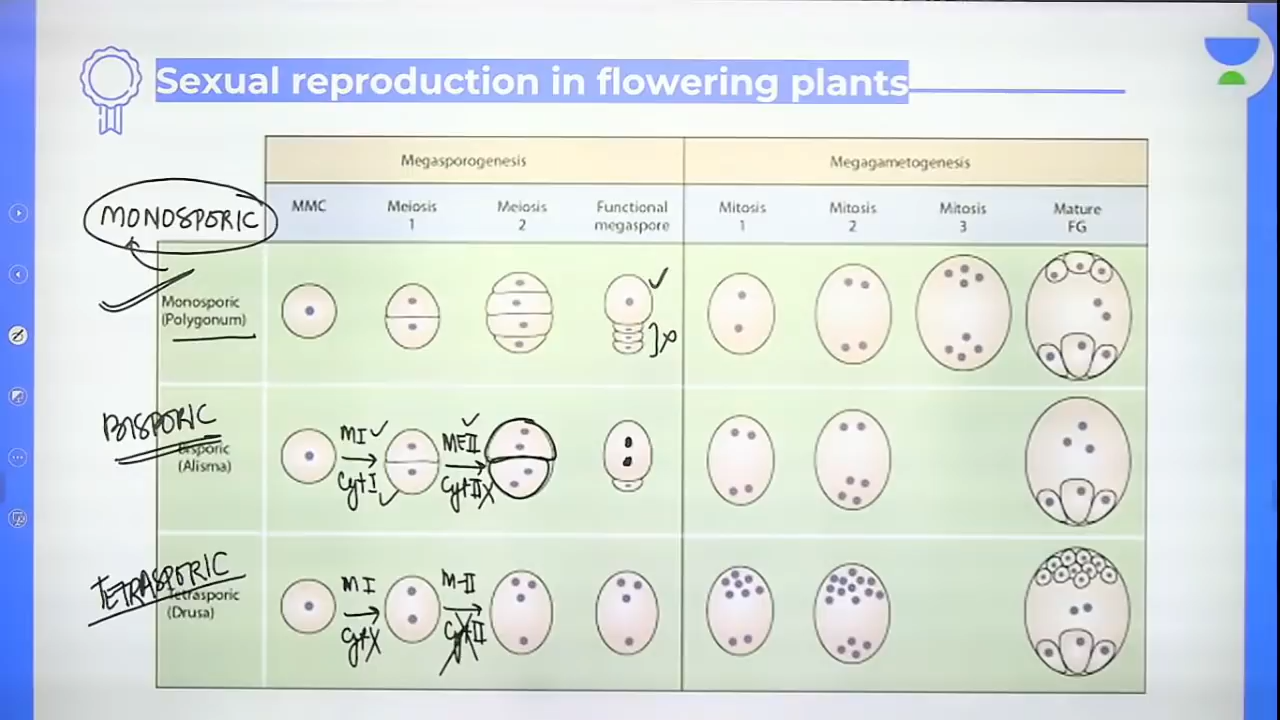 Sexual reproduction in flowering plants
Megasporogenesis
Megagametogenesis
MMC
Meiosis
1
Meiosis
2
Functional
megaspore
Mitosis
1
Mitosis
2
Mitosis
3
Mature
FG
MONOSPORIC
Monosporic
(Polygonum)
BISPORIC
Bisporic
(Alisma)
MI
Cyt I
MEII
Cyt II
TETRASPORIC
Tetrasporic
(Drusa)
M I
Cyt
M-II
Cyt II